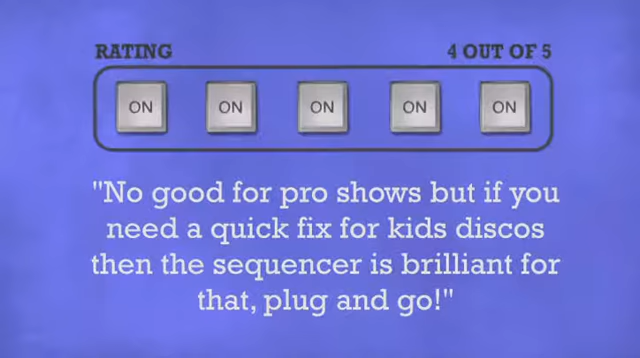 RATING 4 OUT OF 5
ON ON ON ON ON
"No good for pro shows but if you
need a quick fix for kids discos
then the sequencer is brilliant for
that, plug and go!"